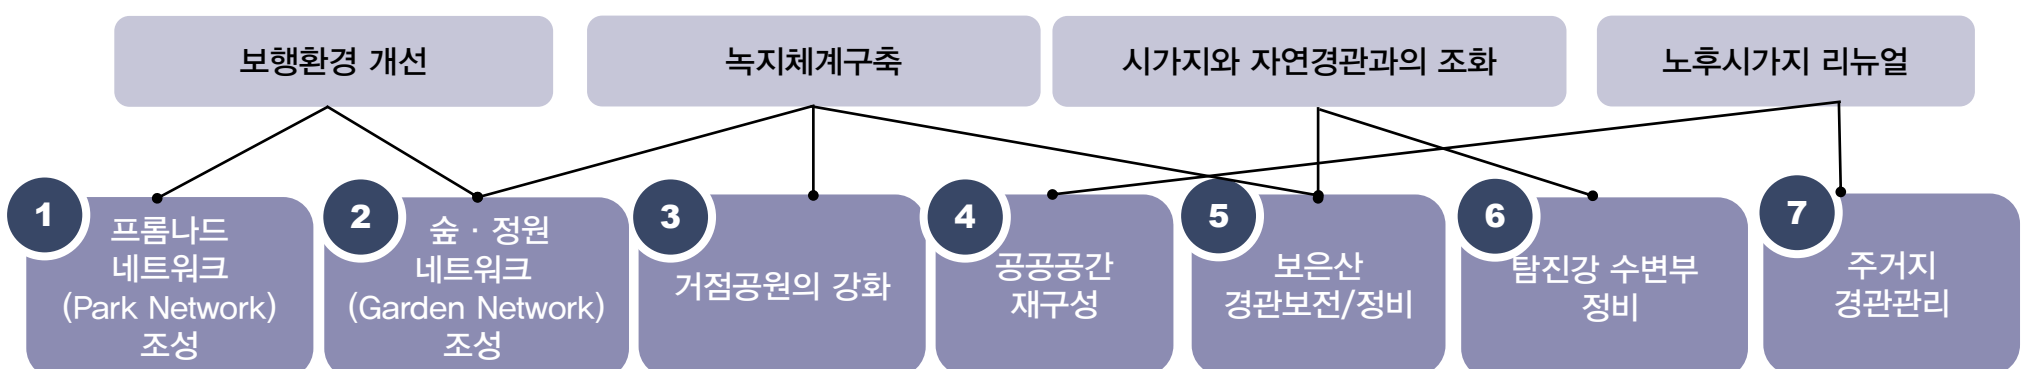 보행환경 개선
녹지체계구축
시가지와 자연경관과의 조화
노후시가지 리뉴얼
1
프롬나드
네트워크
(Park Network)
조성
2
숲 · 정원
네트워크
(Garden Network)
조성
3
거점공원의 강화
4
공공공간
재구성
5
보은산
경관보전/정비
6
탐진강 수변부
정비
7
주거지
경관관리